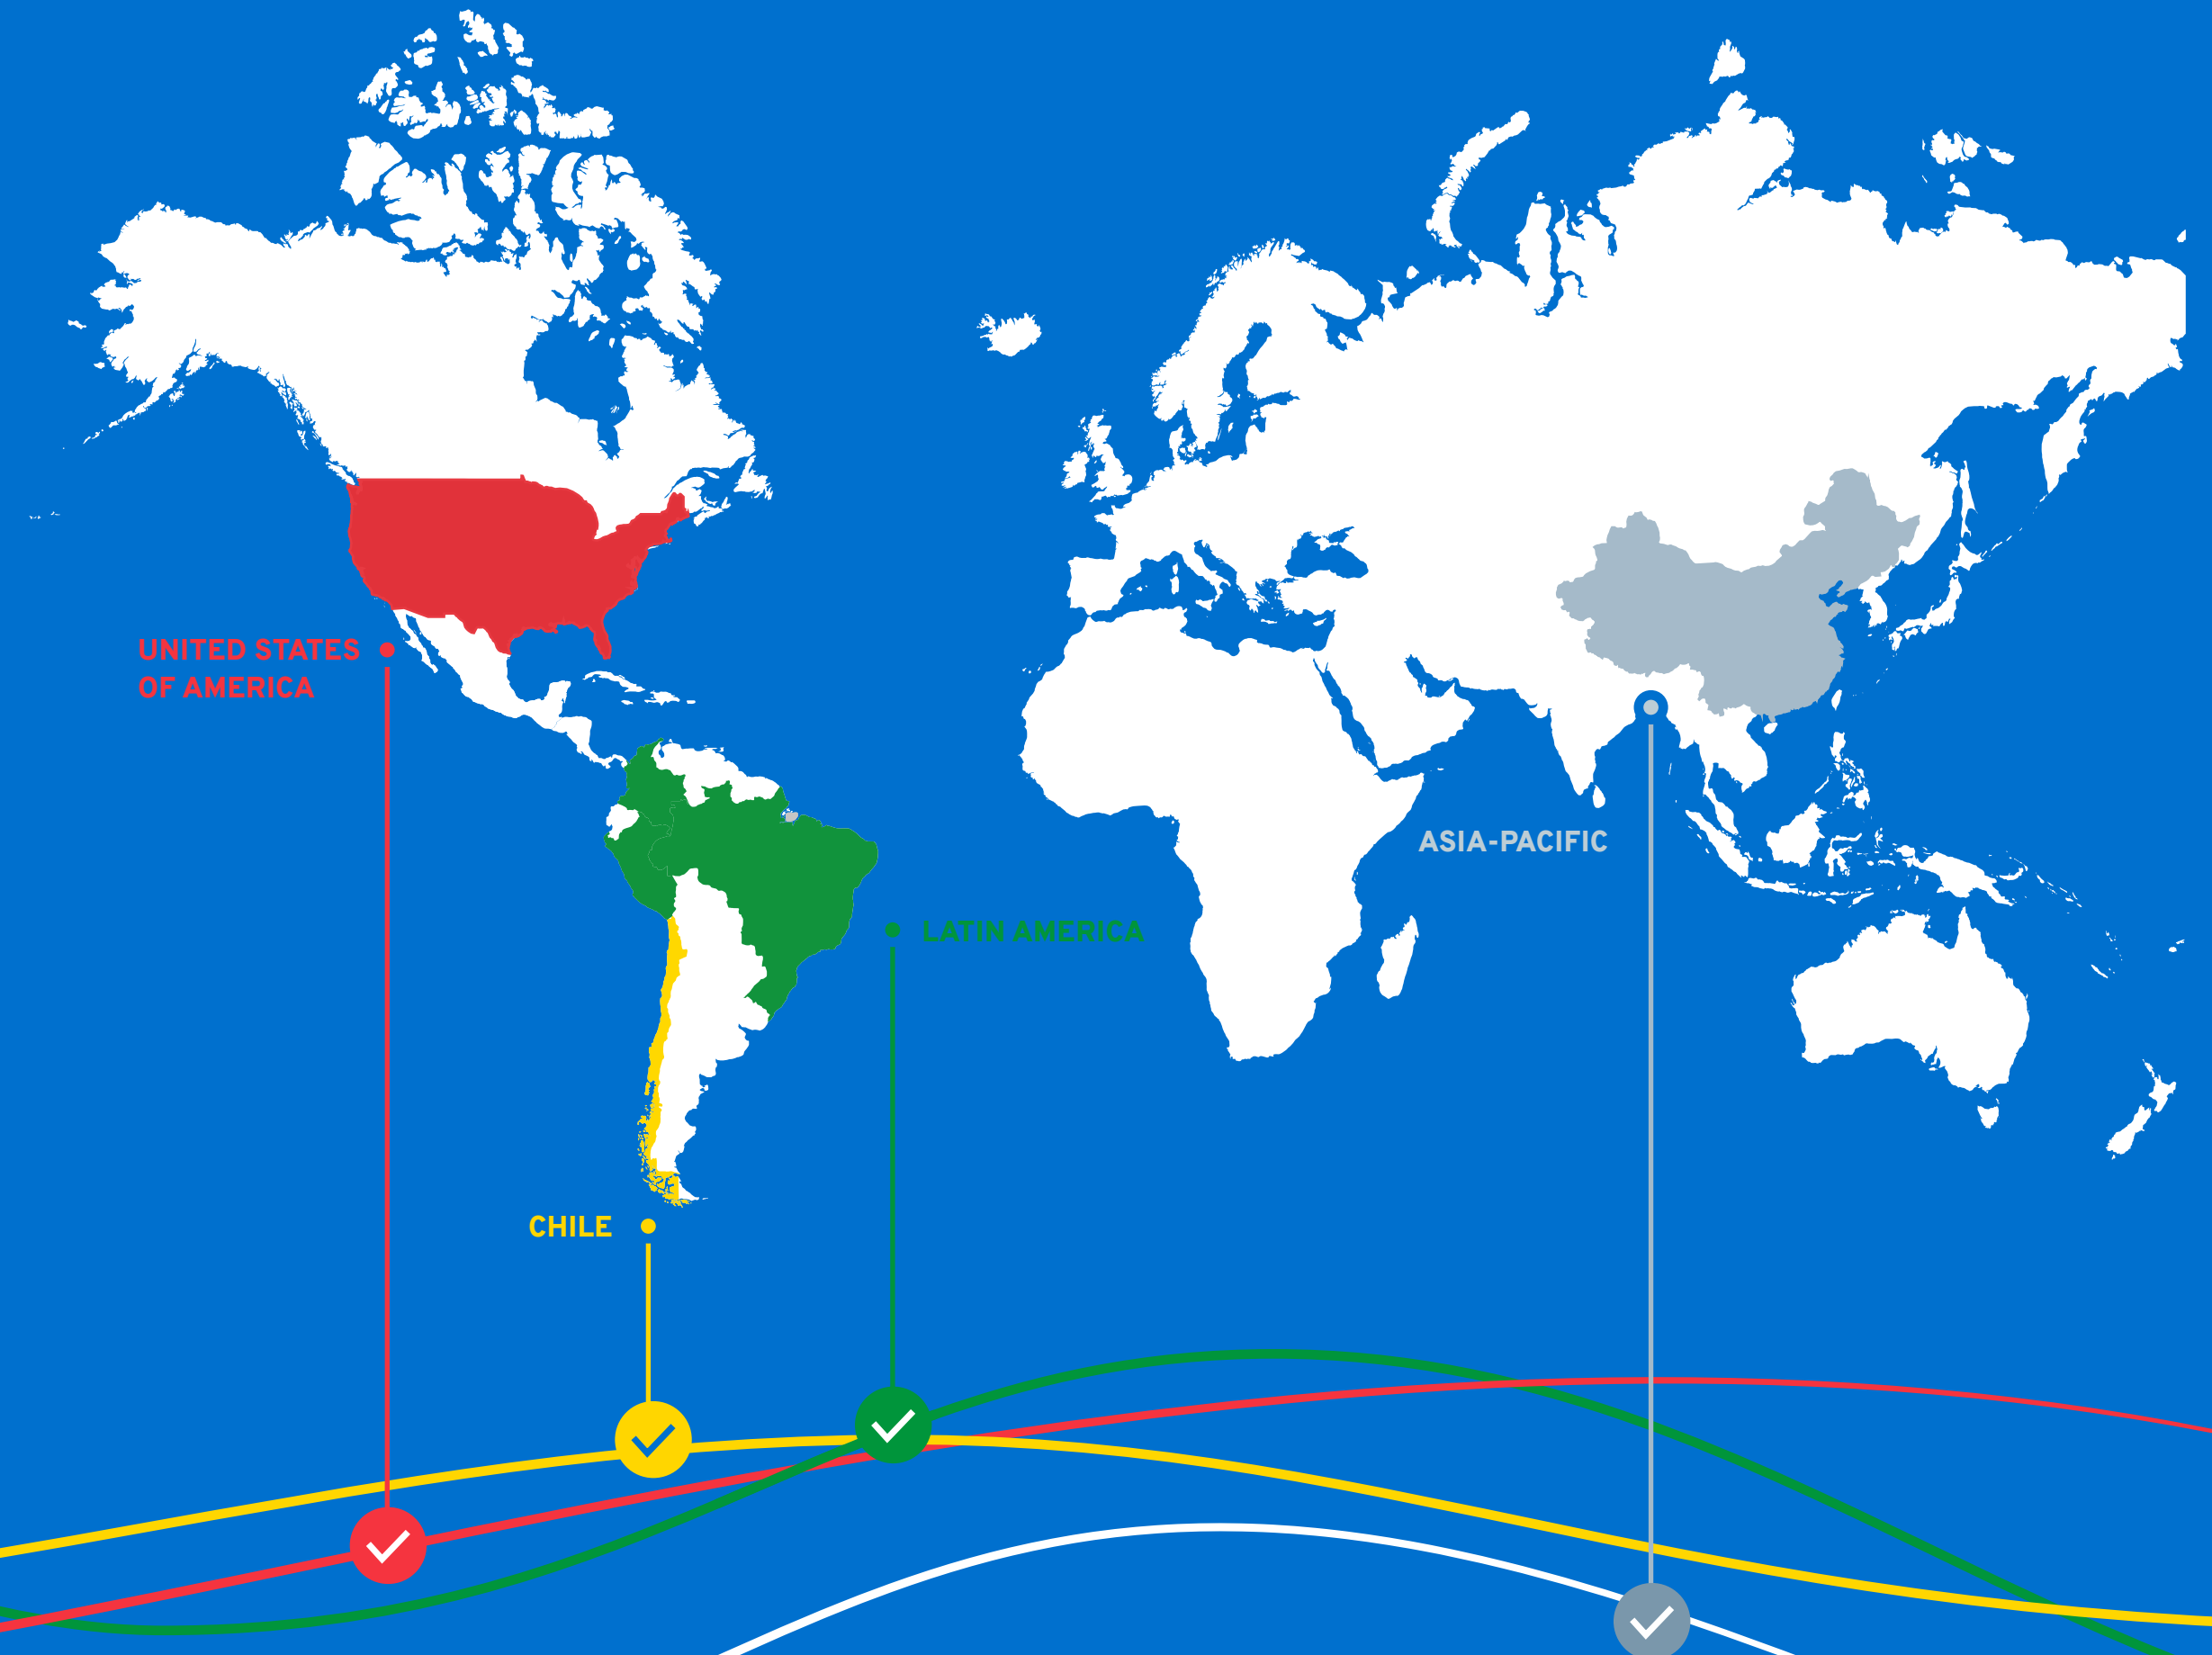 UNITED STATES
OF AMERICA
ASIA-PACIFIC
LATIN AMERICA
CHILE